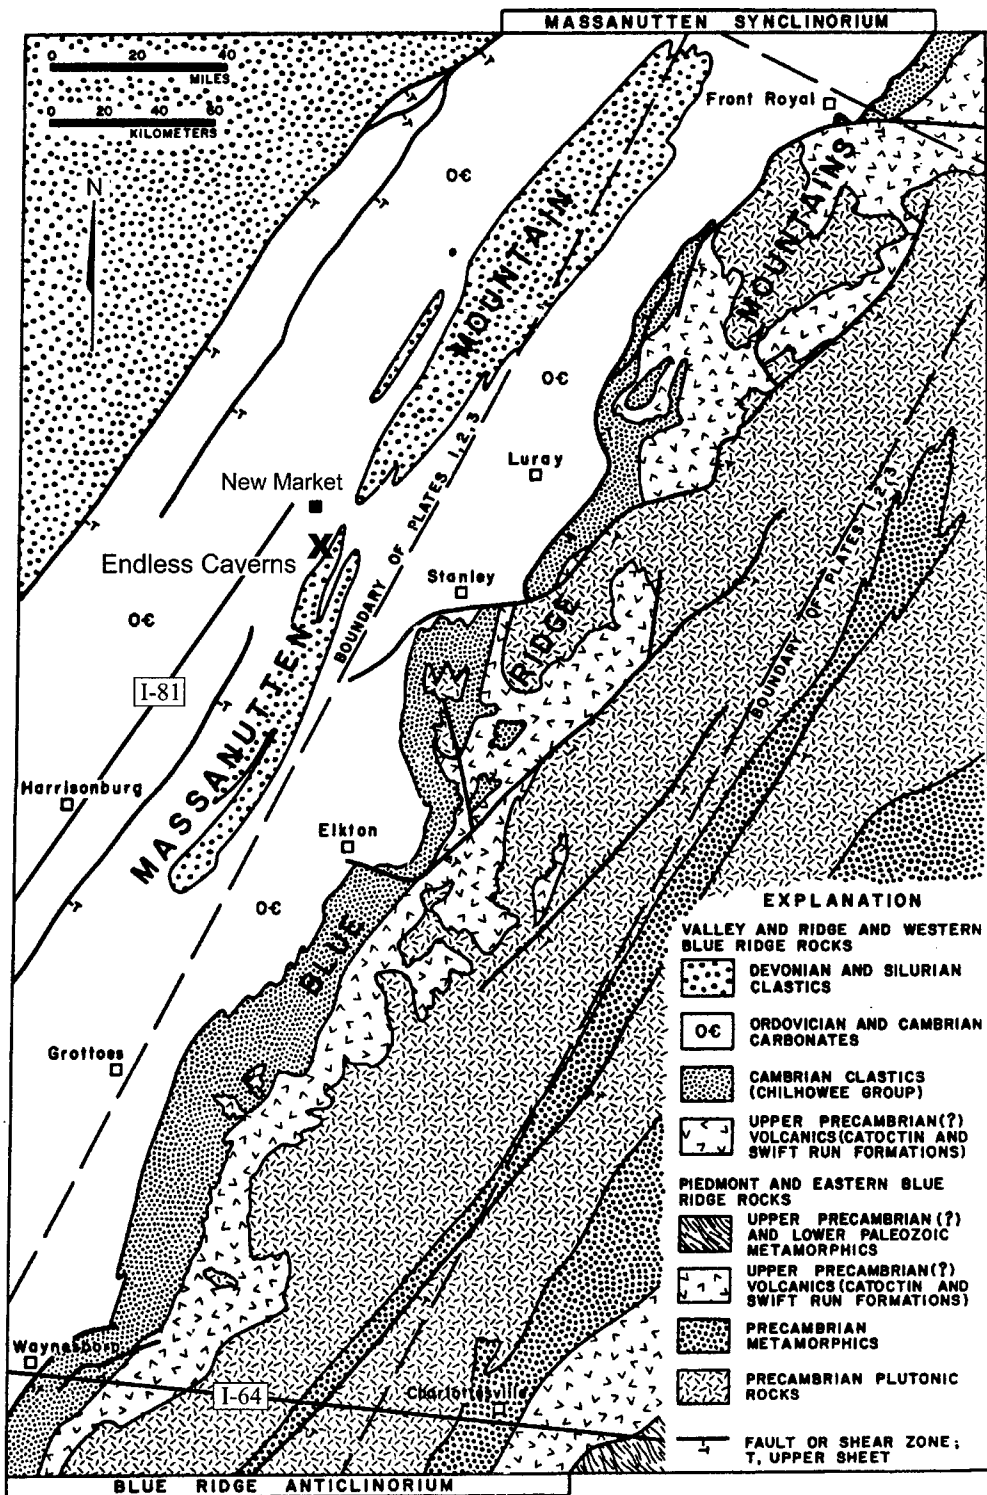 MASSANUTTEN SYNCLINORIUM
0 20 40
MILES
0 20 40 60
KILOMETERS
N
Front Royal
O€
MOUNTAIN
MOUNTAINS
O€
New Market
Luray
BOUNDARY OF PLATES 1,2,3
X
Endless Caverns
Stanley
BOUNDARY OF PLATES 1,2,3
O€
RIDGE
I-81
MASSANUTTEN
Harrisonburg
Elkton
O€
BLUE
Grottoes
Waynesboro
I-64
Charlottesville
EXPLANATION
VALLEY AND RIDGE AND WESTERN
BLUE RIDGE ROCKS
DEVONIAN AND SILURIAN
CLASTICS
O€ ORDOVICIAN AND CAMBRIAN
CARBONATES
CAMBRIAN CLASTICS
(CHILHOWEE GROUP)
UPPER PRECAMBRIAN(?)
VOLCANICS(CATOCTIN AND
SWIFT RUN FORMATIONS)
PIEDMONT AND EASTERN BLUE
RIDGE ROCKS
UPPER PRECAMBRIAN(?)
AND LOWER PALEOZOIC
METAMORPHICS
UPPER PRECAMBRIAN(?)
VOLCANICS(CATOCTIN AND
SWIFT RUN FORMATIONS)
PRECAMBRIAN
METAMORPHICS
PRECAMBRIAN PLUTONIC
ROCKS
FAULT OR SHEAR ZONE;
T, UPPER SHEET
BLUE RIDGE ANTICLINORIUM